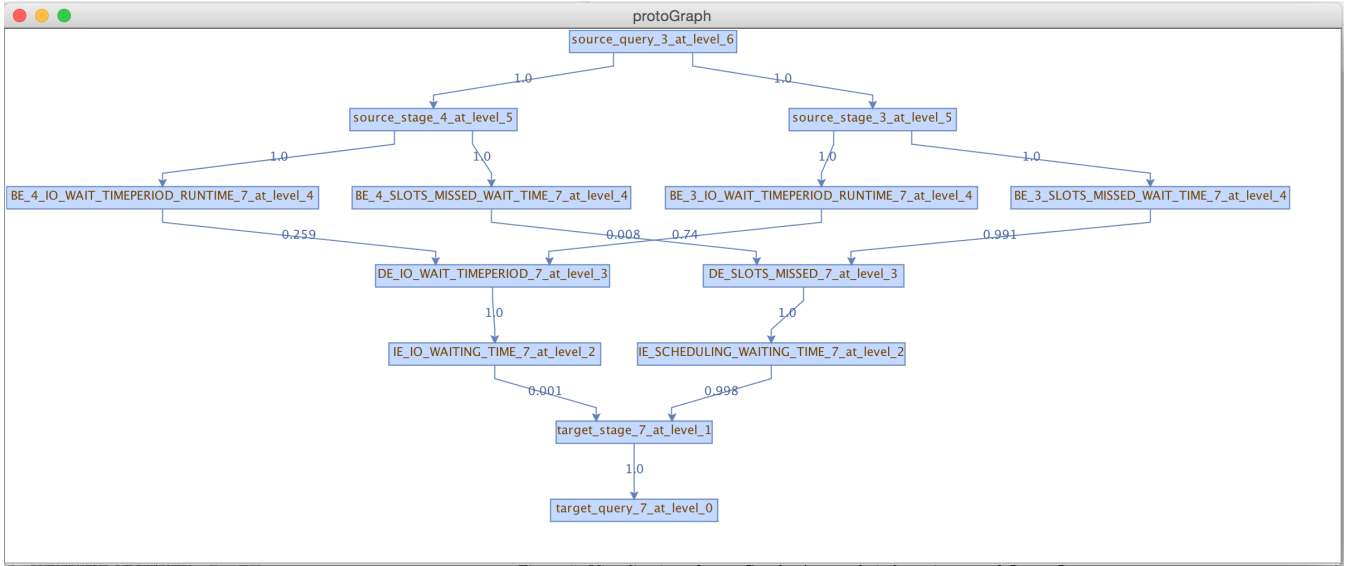 protoGraph
source_query_3_at_level_6
1.0 1.0
source_stage_4_at_level_5 source_stage_3_at_level_5
1.0 1.0 1.0 1.0
BE_4_IO_WAIT_TIMEPERIOD_RUNTIME_7_at_level_4 BE_4_SLOTS_MISSED_WAIT_TIME_7_at_level_4 BE_3_IO_WAIT_TIMEPERIOD_RUNTIME_7_at_level_4 BE_3_SLOTS_MISSED_WAIT_TIME_7_at_level_4
0.259 0.008 0.74 0.991
DE_IO_WAIT_TIMEPERIOD_7_at_level_3 DE_SLOTS_MISSED_7_at_level_3
1.0 1.0
IE_IO_WAITING_TIME_7_at_level_2 IE_SCHEDULING_WAITING_TIME_7_at_level_2
0.001 0.998
target_stage_7_at_level_1
1.0
target_query_7_at_level_0